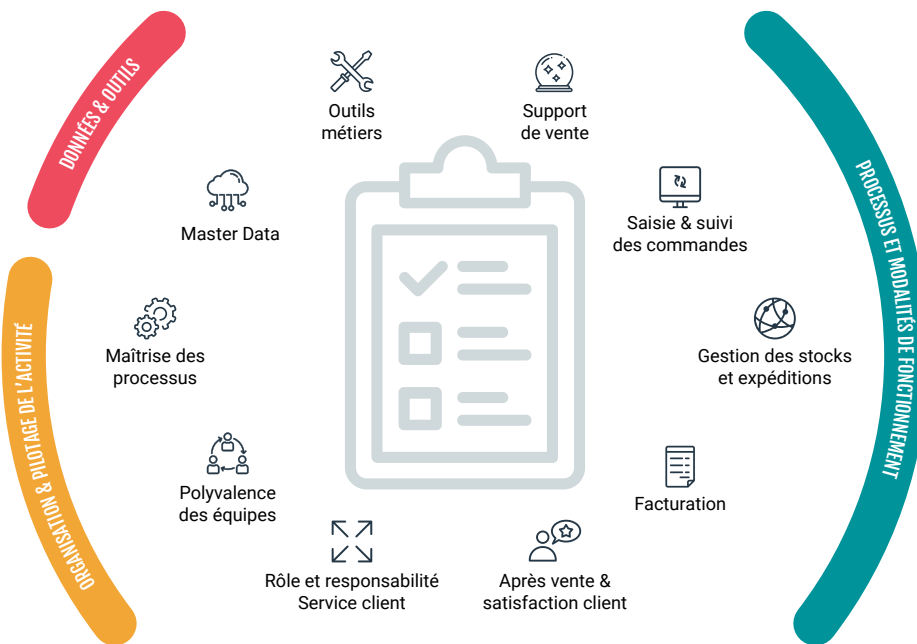 DONNÉES & OUTILS
Outils
métiers
Support
de vente
Master Data
Saisie & suivi
des commandes
PROCESSUS ET MODALITÉS DE FONCTIONNEMENT
ORGANISATION & PILOTAGE DE L'ACTIVITÉ
Maîtrise des
processus
Gestion des stocks
et expéditions
Polyvalence
des équipes
Facturation
Rôle et responsabilité
Service client
Après vente &
satisfaction client